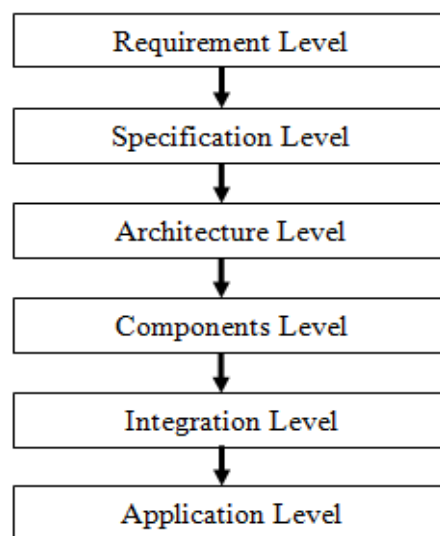 Requirement Level
Specification Level
Architecture Level
Components Level
Integration Level
Application Level